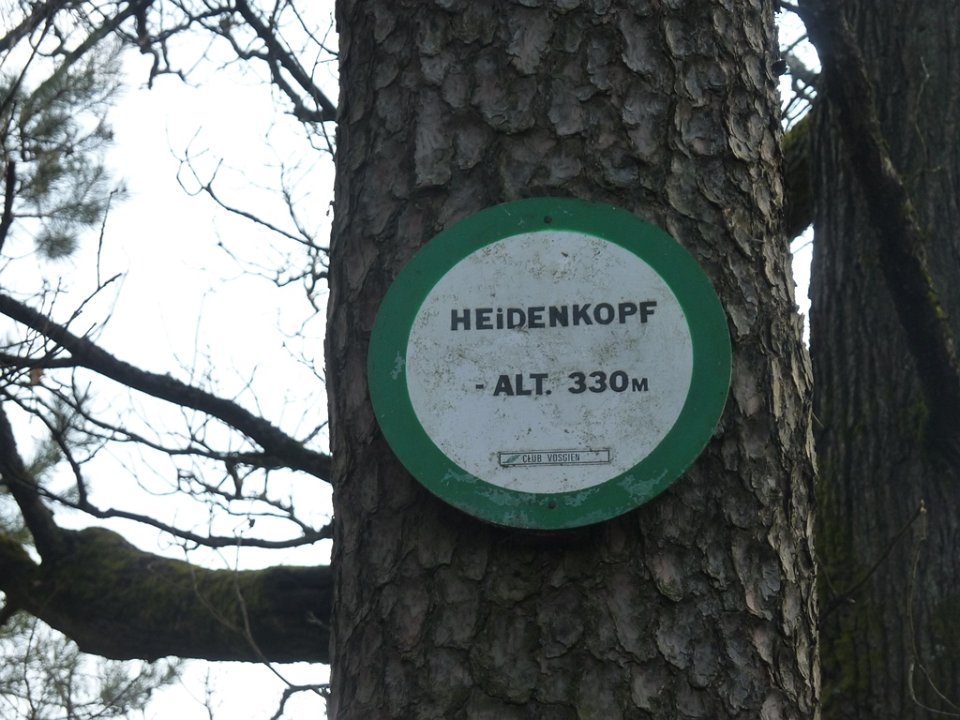 HEiDENKOPF
- ALT. 330M
CLUB VOSGIEN